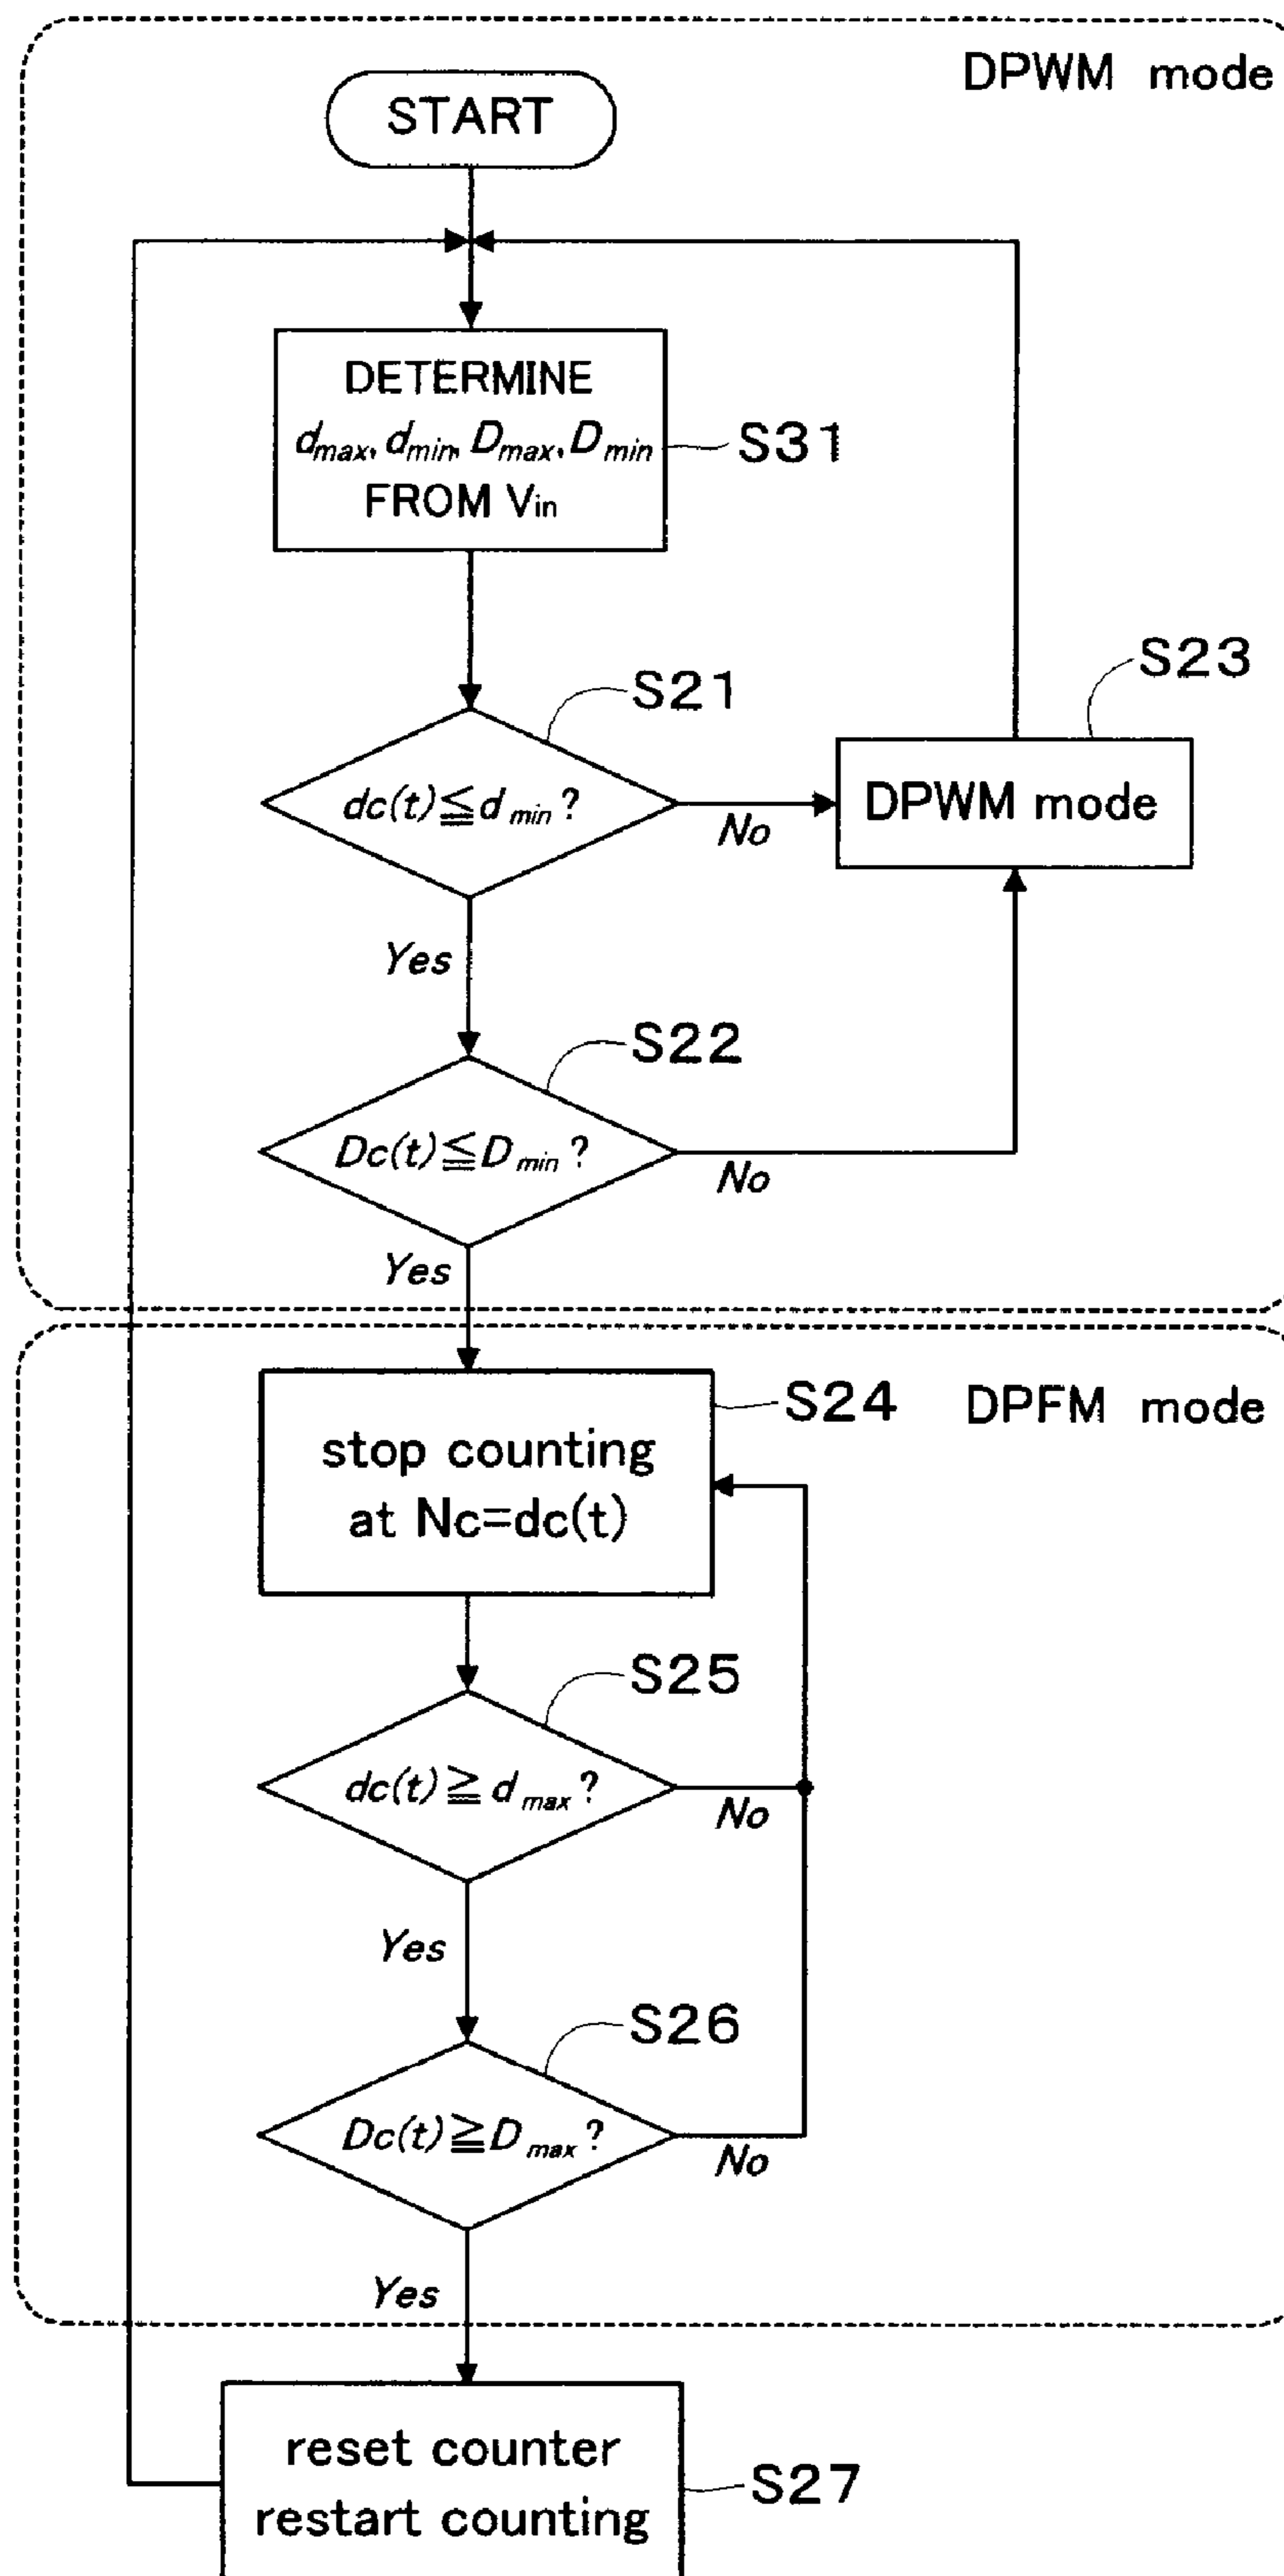 DPWM mode
START
DETERMINE
dmax, dmin, Dmax, Dmin
FROM Vin
S31
S23
S21
dc(t)≦dmin?
No
DPWM mode
Yes
S22
Dc(t)≦Dmin?
No
Yes
S24
DPFM mode
stop counting
at Nc=dc(t)
S25
dc(t)≧dmax?
No
Yes
S26
Dc(t)≧Dmax?
No
Yes
reset counter
restart counting
S27